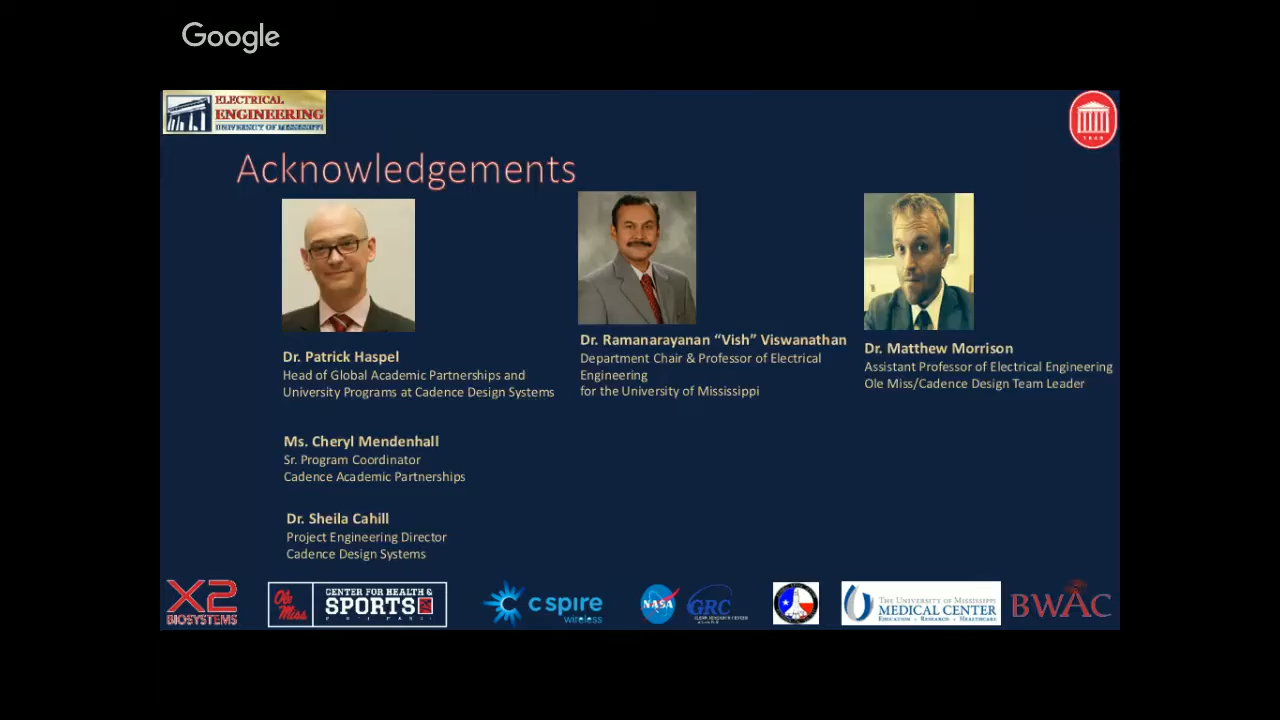 Google
ELECTRICAL
ENGINEERING
UNIVERSITY OF MISSISSIPPI
Acknowledgements
Dr. Patrick Haspel
Head of Global Academic Partnerships and
University Programs at Cadence Design Systems
Ms. Cheryl Mendenhall
Sr. Program Coordinator
Cadence Academic Partnerships
Dr. Sheila Cahill
Project Engineering Director
Cadence Design Systems
Dr. Ramanarayanan “Vish” Viswanathan
Department Chair & Professor of Electrical
Engineering
for the University of Mississippi
Dr. Matthew Morrison
Assistant Professor of Electrical Engineering
Ole Miss/Cadence Design Team Leader
X2
BIOSYSTEMS
Ole
Miss
CENTER FOR HEALTH &
SPORTS
c spire
wireless
NASA
GRC
THE UNIVERSITY OF MISSISSIPPI
MEDICAL CENTER
EDUCATION • RESEARCH • HEALTHCARE
BWAC